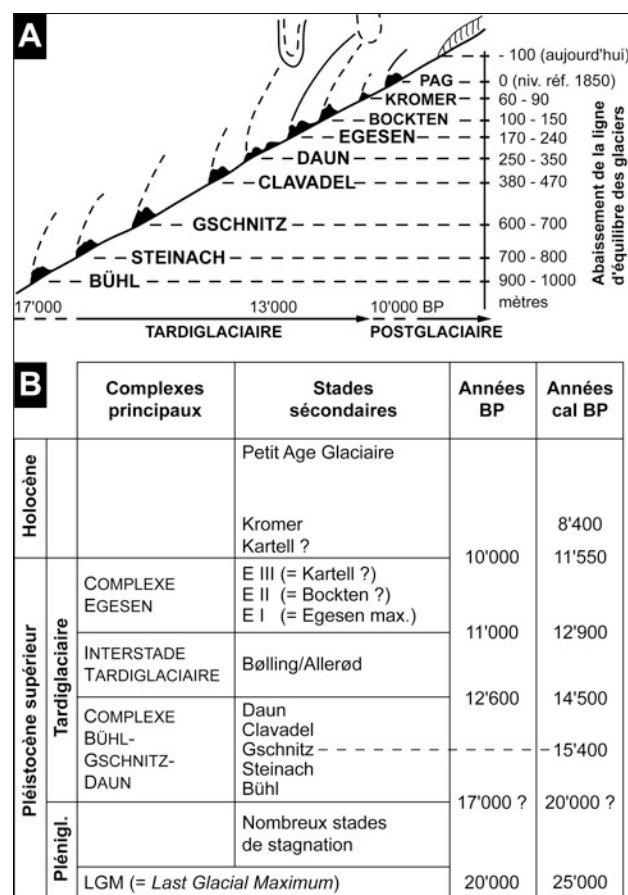 A
- 100 (aujourd'hui)
PAG 0 (niv. réf. 1850)
KROMER 60 - 90
BOCKTEN 100 - 150
EGESEN 170 - 240
DAUN 250 - 350
CLAVADEL 380 - 470
GSCHNITZ 600 - 700
STEINACH 700 - 800
BÜHL 900 - 1000
mètres
Abaissement de la ligne
d'équilibre des glaciers
17'000 13'000 10'000 BP
TARDIGLACIAIRE POSTGLACIAIRE
B
Complexes
principaux
Stades
sécondaires
Années
BP
Années
cal BP
Holocène
Petit Age Glaciaire
Kromer 8'400
Kartell ?
10'000 11'550
Pléistocène supérieur
Tardiglaciaire
COMPLEXE
EGESEN
E III (= Kartell ?)
E II (= Bockten ?)
E I (= Egesen max.)
11'000 12'900
INTERSTADE
TARDIGLACIAIRE
Bølling/Allerød
12'600 14'500
COMPLEXE
BÜHL-
GSCHNITZ-
DAUN
Daun
Clavadel
Gschnitz 15'400
Steinach
Bühl
17'000 ? 20'000 ?
Plénigl.
Nombreux stades
de stagnation
LGM (= Last Glacial Maximum) 20'000 25'000